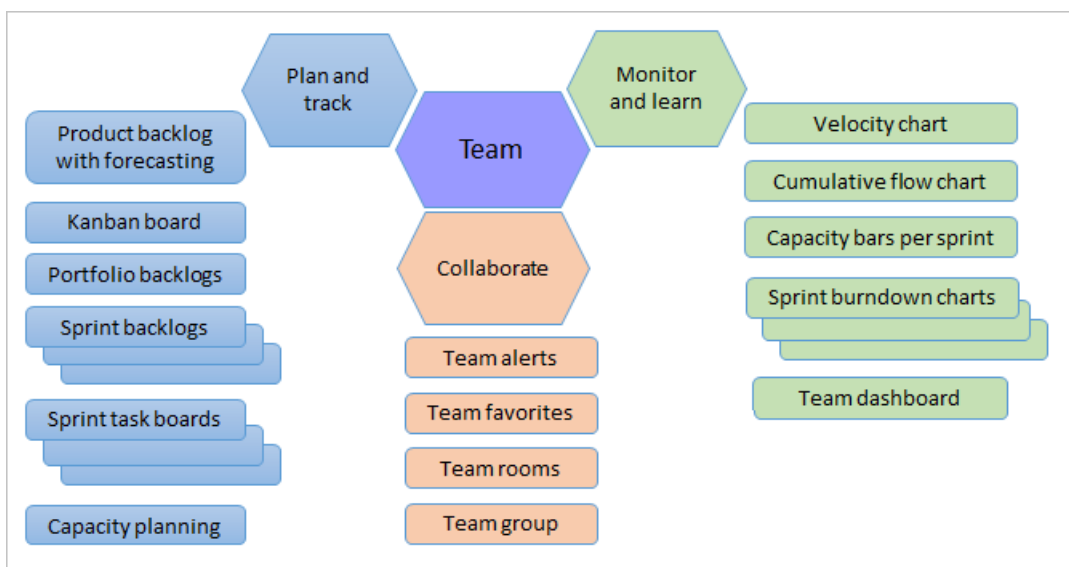 Plan and
track
Monitor
and learn
Team
Product backlog
with forecasting
Kanban board
Portfolio backlogs
Sprint backlogs
Sprint task boards
Capacity planning
Collaborate
Team alerts
Team favorites
Team rooms
Team group
Velocity chart
Cumulative flow chart
Capacity bars per sprint
Sprint burndown charts
Team dashboard